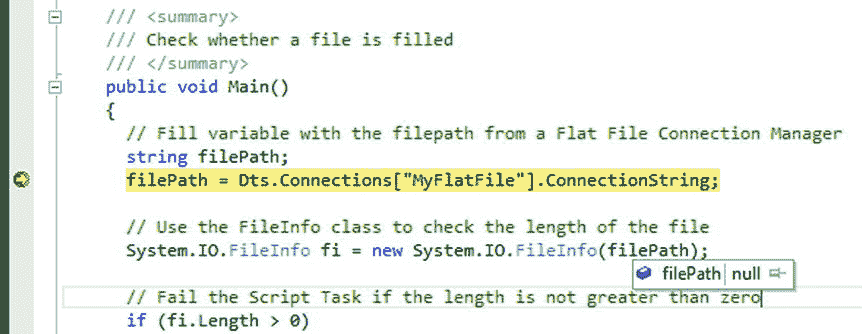 /// <summary>
/// Check whether a file is filled
/// </summary>
public void Main()
{
// Fill variable with the filepath from a Flat File Connection Manager
string filePath;
filePath = Dts.Connections["MyFlatFile"].ConnectionString;
// Use the FileInfo class to check the length of the file
System.IO.FileInfo fi = new System.IO.FileInfo(filePath);
filePath null
// Fail the Script Task if the length is not greater than zero
if (fi.Length > 0)